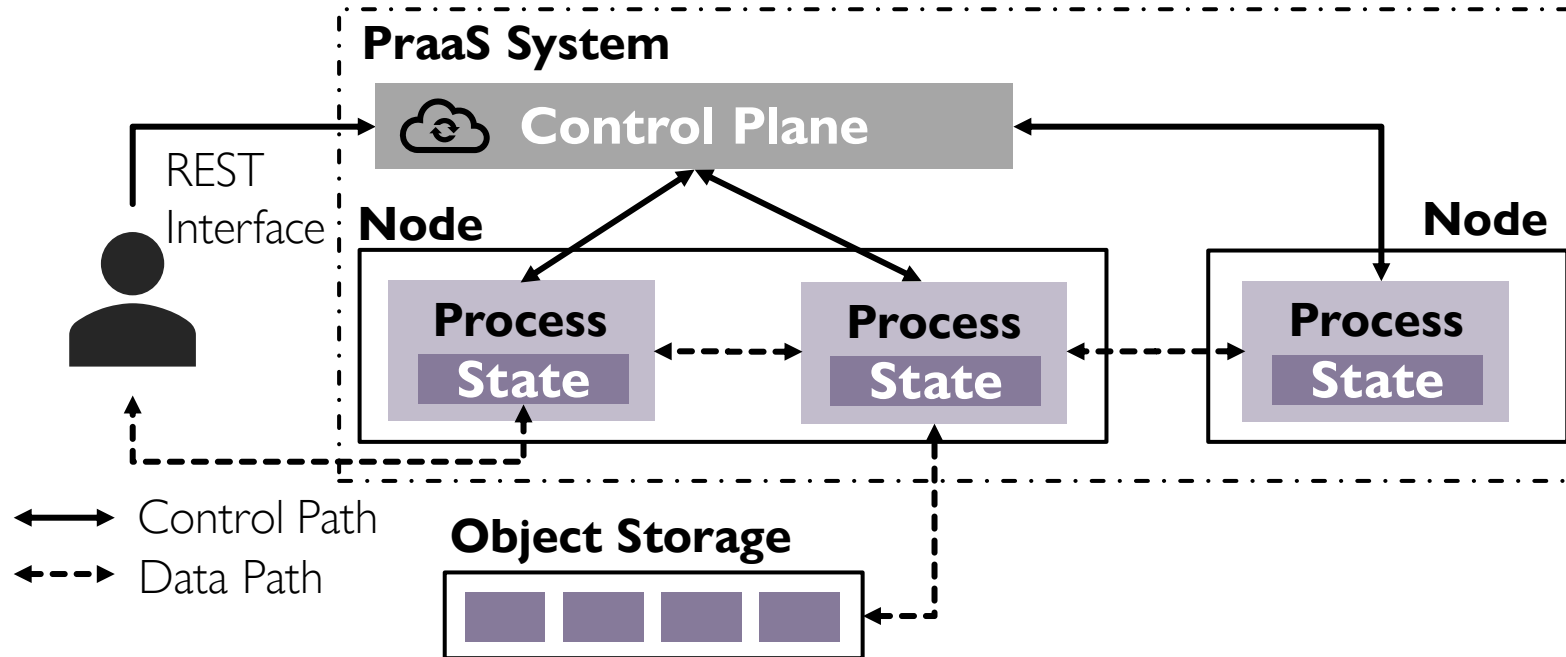 PraaS System
Control Plane
REST
Interface
Node
Node
Process
State
Process
State
Process
State
Control Path
Data Path
Object Storage